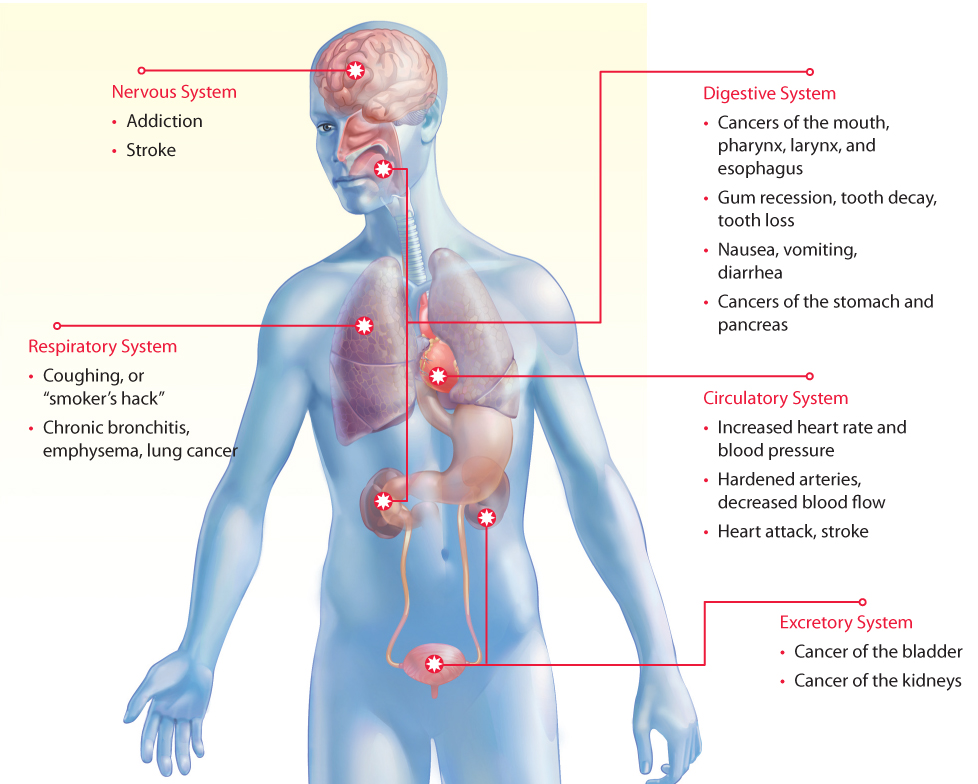 Nervous System
• Addiction
• Stroke
Respiratory System
• Coughing, or
“smoker’s hack”
• Chronic bronchitis,
emphysema, lung cancer
Digestive System
• Cancers of the mouth,
pharynx, larynx, and
esophagus
• Gum recession, tooth decay,
tooth loss
• Nausea, vomiting,
diarrhea
• Cancers of the stomach and
pancreas
Circulatory System
• Increased heart rate and
blood pressure
• Hardened arteries,
decreased blood flow
• Heart attack, stroke
Excretory System
• Cancer of the bladder
• Cancer of the kidneys